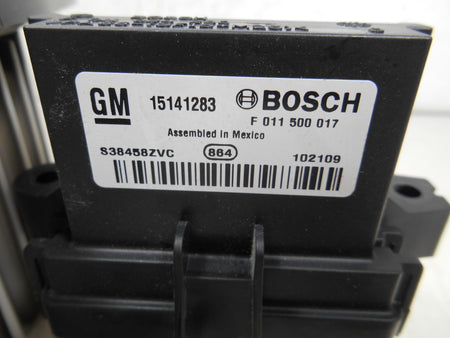 GM 15141283 BOSCH
F 011 500 017
Assembled in Mexico
S38458ZVC 864 102109